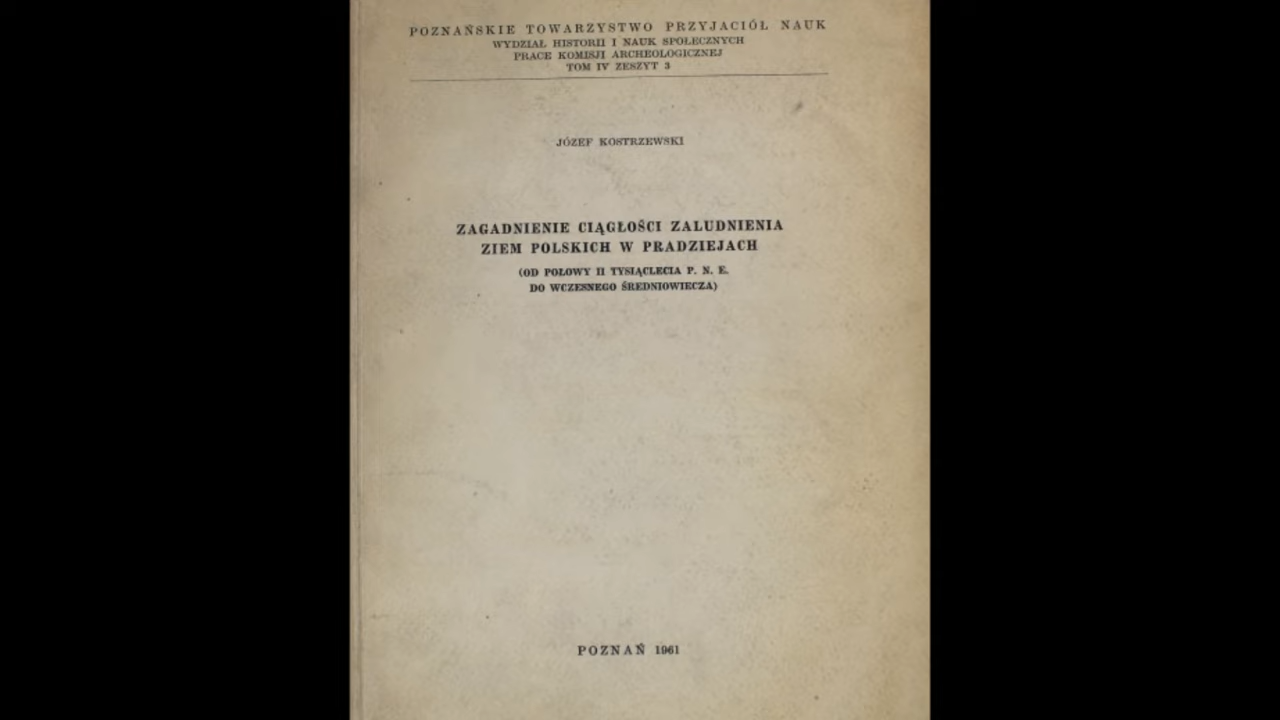 POZNAŃSKIE TOWARZYSTWO PRZYJACIÓŁ NAUK
WYDZIAŁ HISTORII I NAUK SPOŁECZNYCH
PRACE KOMISJI ARCHEOLOGICZNEJ
TOM IV ZESZYT 3
JÓZEF KOSTRZEWSKI
ZAGADNIENIE CIĄGŁOŚCI ZALUDNIENIA
ZIEM POLSKICH W PRADZIEJACH
(OD POŁOWY II TYSIĄCLECIA P. N. E.
DO WCZESNEGO ŚREDNIOWIECZA)
POZNAŃ 1961